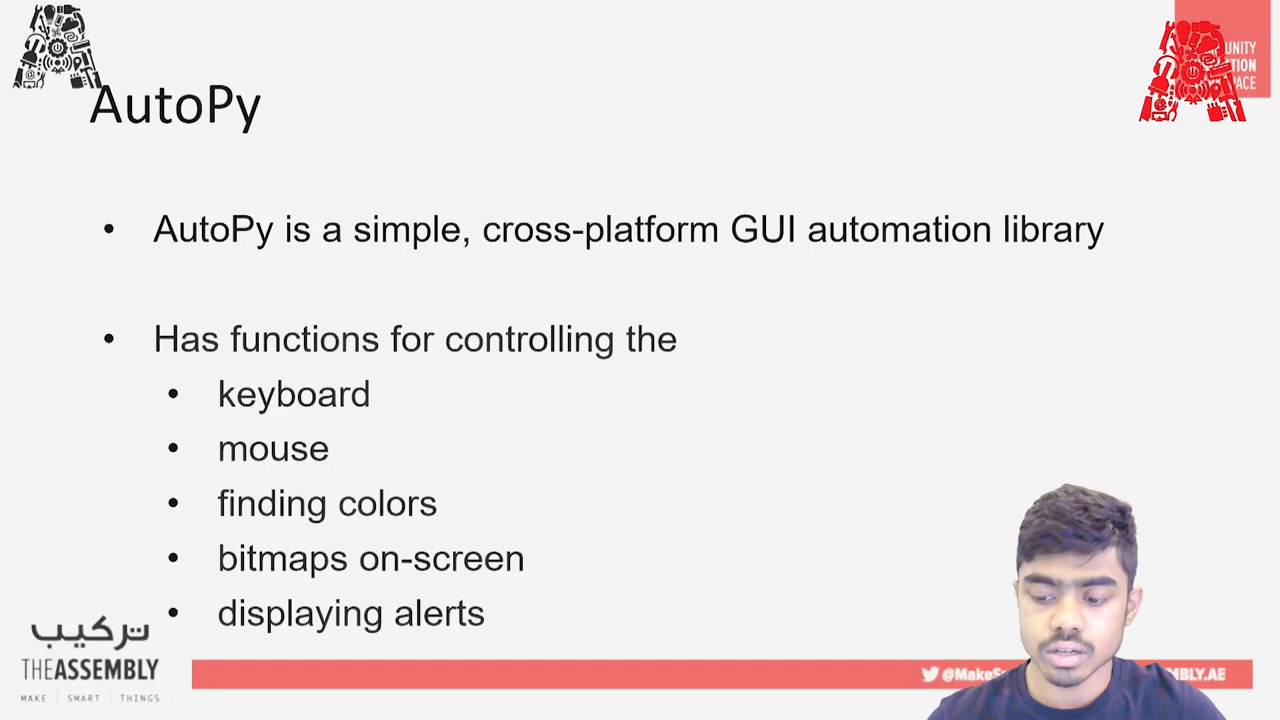 AutoPy
• AutoPy is a simple, cross-platform GUI automation library
• Has functions for controlling the
• keyboard
• mouse
• finding colors
• bitmaps on-screen
• displaying alerts
تركيب
THEASSEMBLY
MAKE | SMART | THINGS